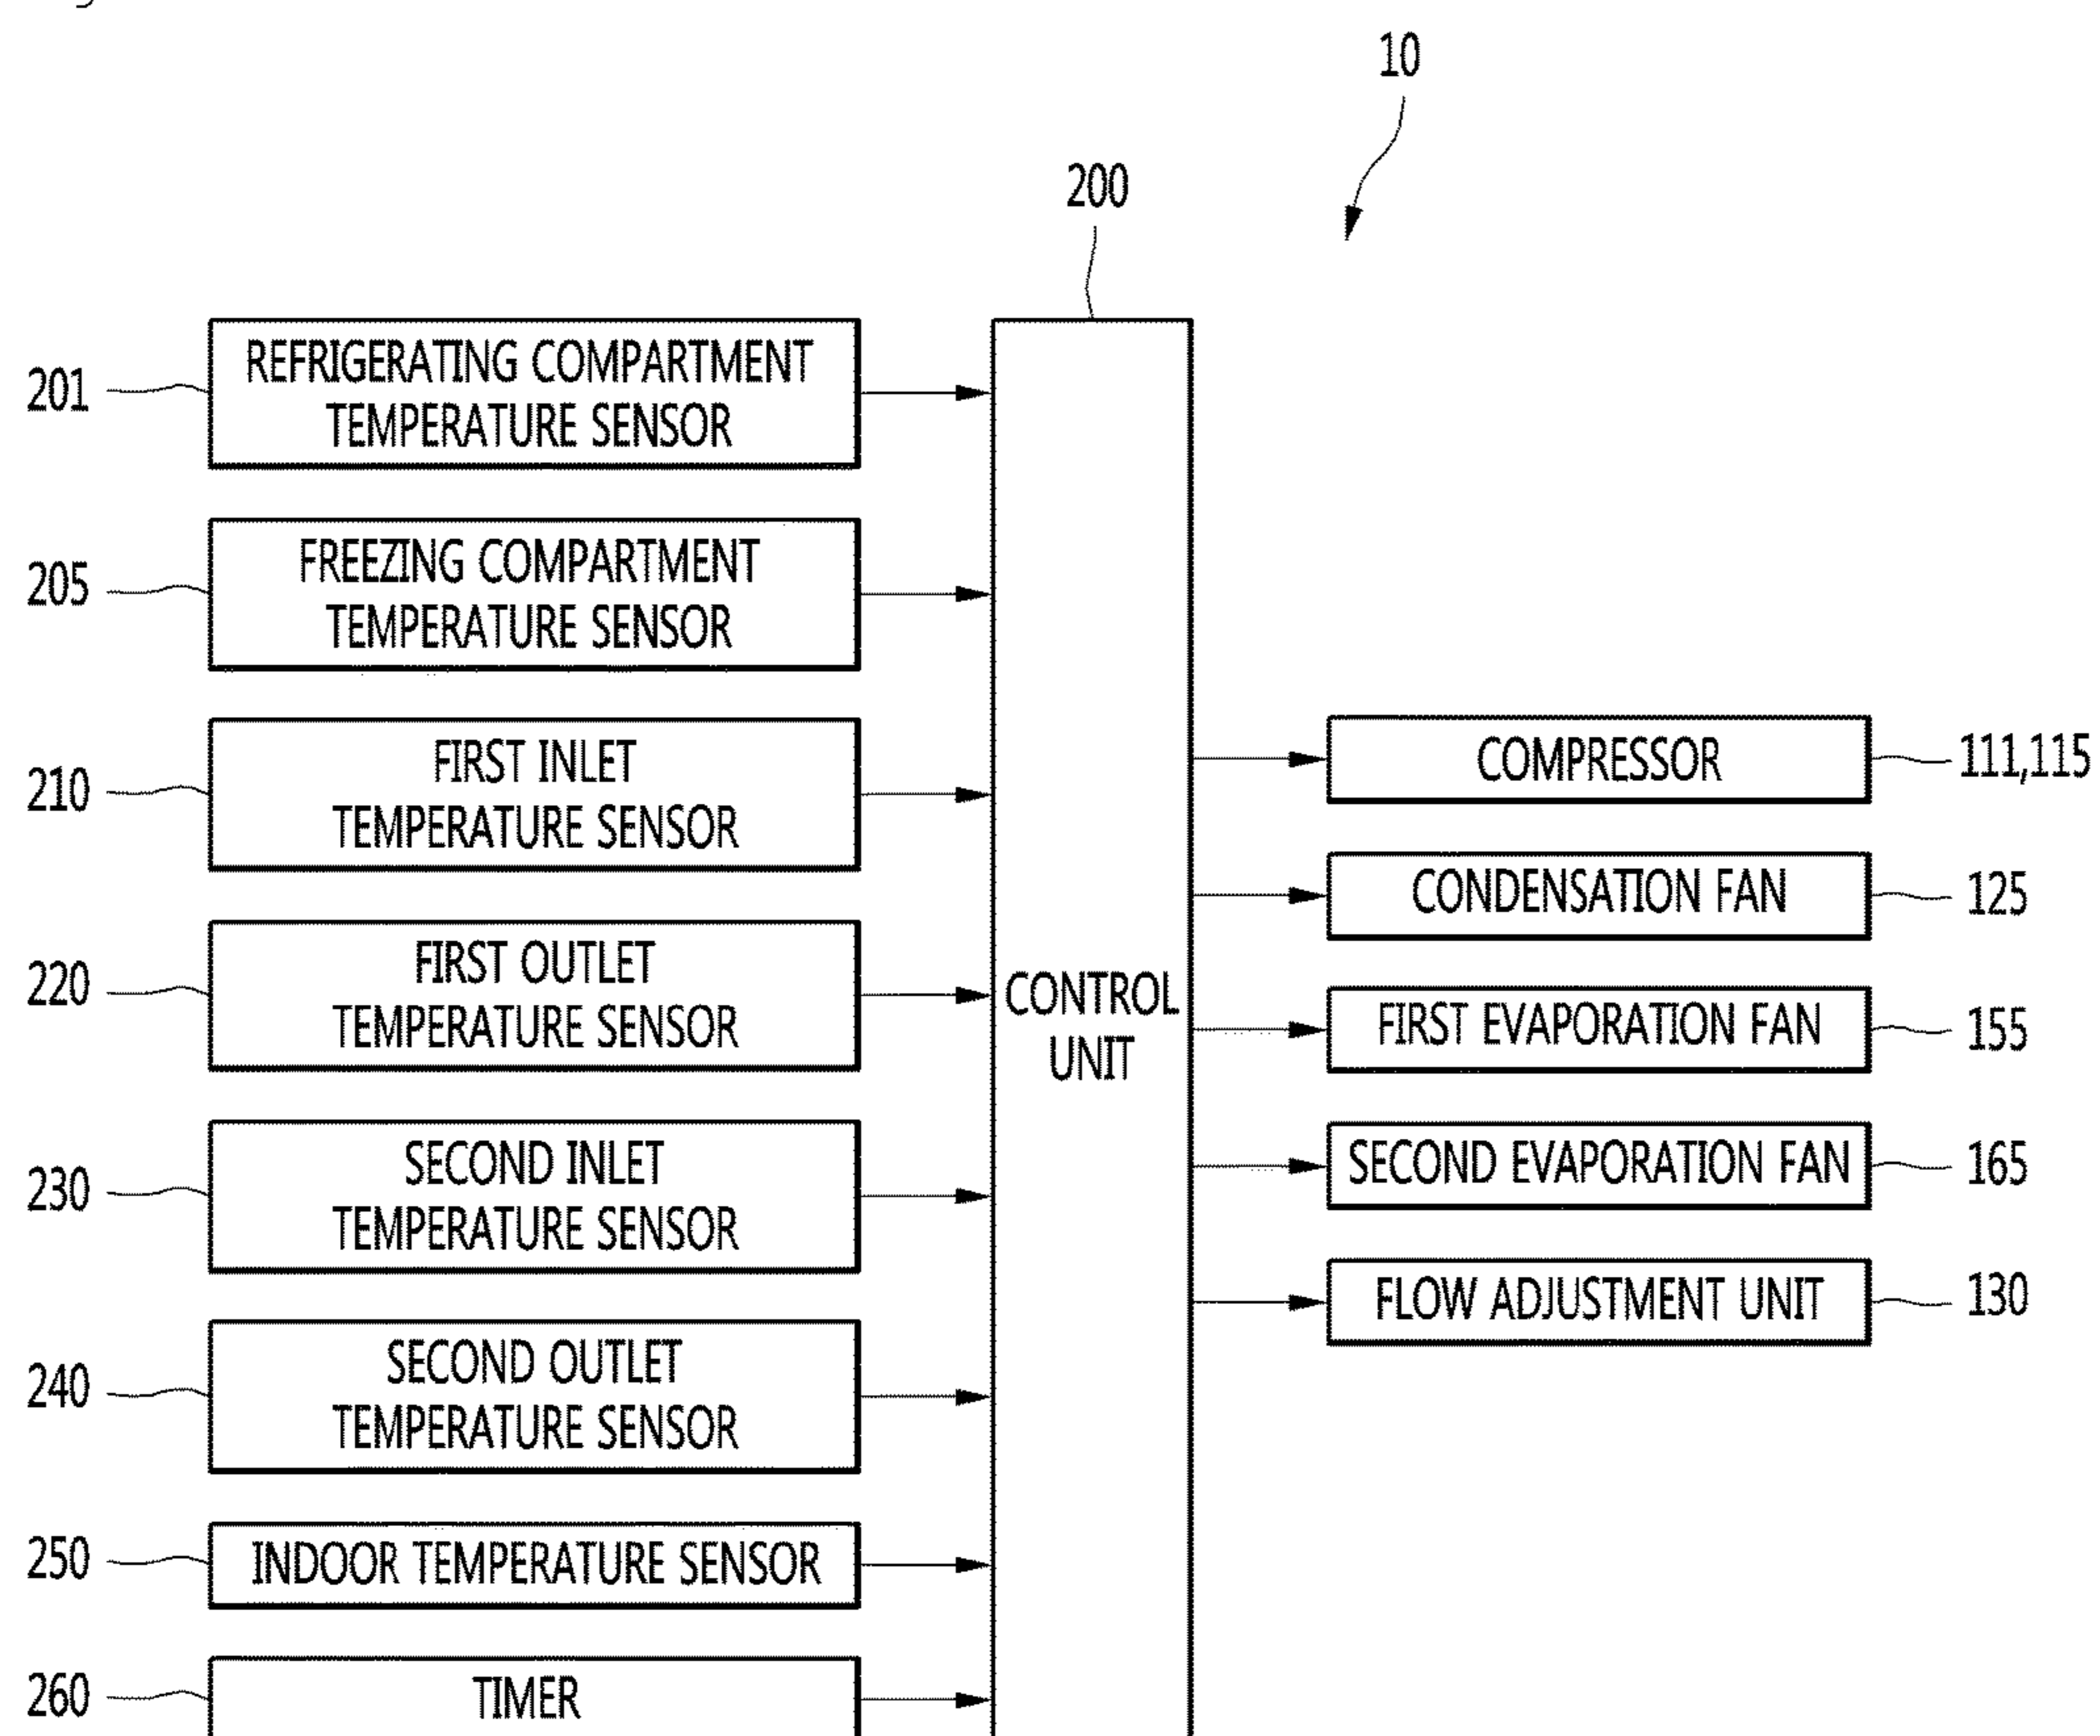 10
200
201
REFRIGERATING COMPARTMENT
TEMPERATURE SENSOR
205
FREEZING COMPARTMENT
TEMPERATURE SENSOR
210
FIRST INLET
TEMPERATURE SENSOR
220
FIRST OUTLET
TEMPERATURE SENSOR
230
SECOND INLET
TEMPERATURE SENSOR
240
SECOND OUTLET
TEMPERATURE SENSOR
250
INDOOR TEMPERATURE SENSOR
260
TIMER
CONTROL
UNIT
COMPRESSOR
111,115
CONDENSATION FAN
125
FIRST EVAPORATION FAN
155
SECOND EVAPORATION FAN
165
FLOW ADJUSTMENT UNIT
130